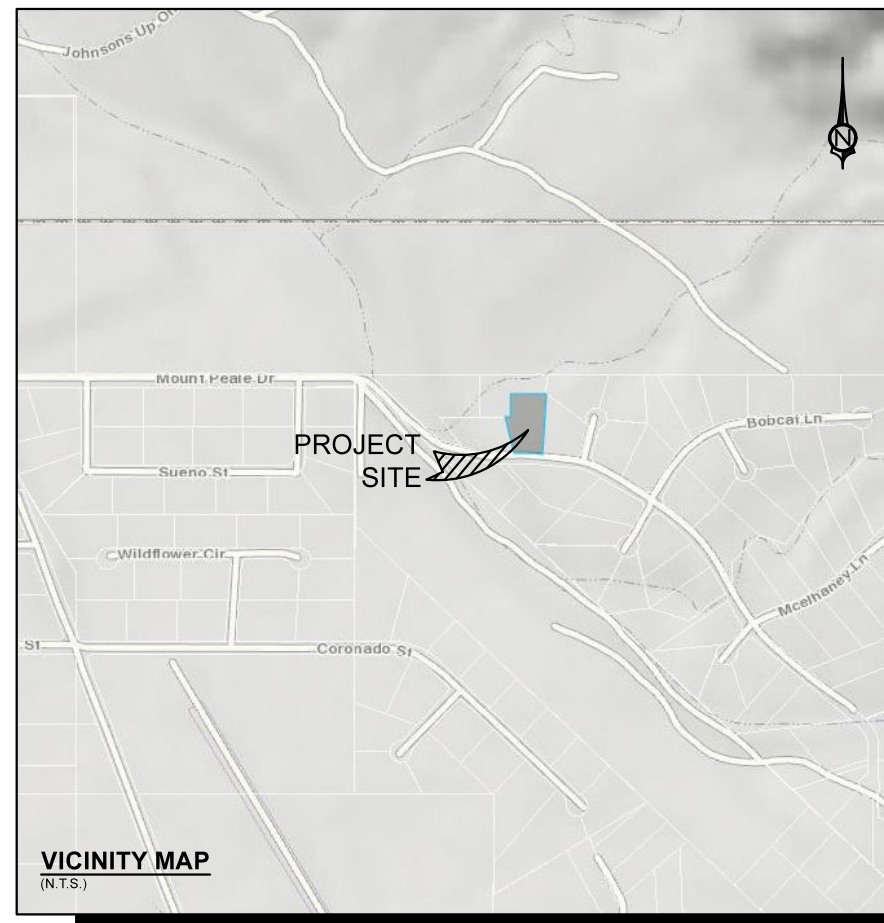 Johnsons Up On
N
Mount Peale Dr
PROJECT
SITE
Bobcat Ln
Sueno St
Wildflower Cir
Mcelhaney Ln
St
Coronado St
VICINITY MAP
(N.T.S.)